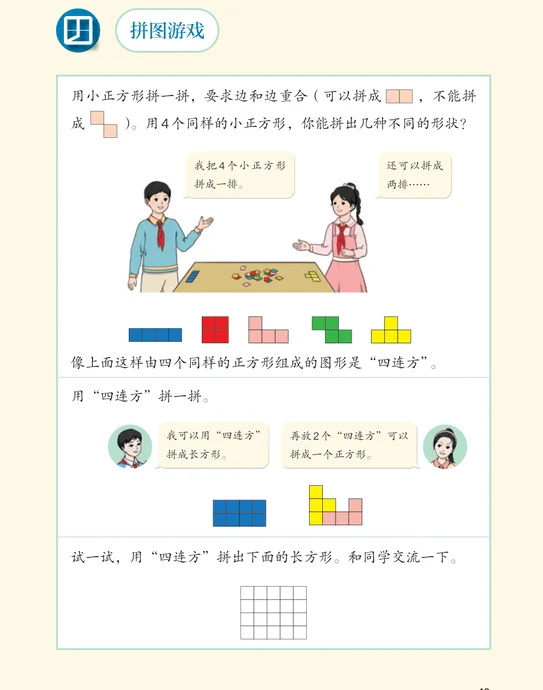 拼图游戏
用小正方形拼一拼，要求边和边重合（可以拼成 ，不能拼
成 ）。用4个同样的小正方形，你能拼出几种不同的形状？
我把4个小正方形
拼成一排。
还可以拼成
两排……
像上面这样由四个同样的正方形组成的图形是“四连方”。
用“四连方”拼一拼。
我可以用“四连方”
拼成长方形。
再放2个“四连方”可以
拼成一个正方形。
试一试，用“四连方”拼出下面的长方形。和同学交流一下。